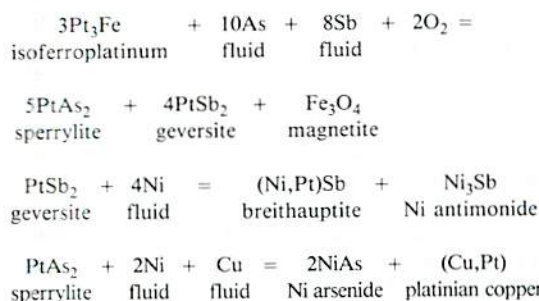 3Pt₃Fe + 10As + 8Sb + 2O₂ =
isoferroplatinum fluid fluid
5PtAs₂ + 4PtSb₂ + Fe₃O₄
sperrylite geversite magnetite
PtSb₂ + 4Ni = (Ni,Pt)Sb + Ni₃Sb
geversite fluid breithauptite Ni antimonide
PtAs₂ + 2Ni + Cu = 2NiAs + (Cu,Pt)
sperrylite fluid fluid Ni arsenide platinian copper